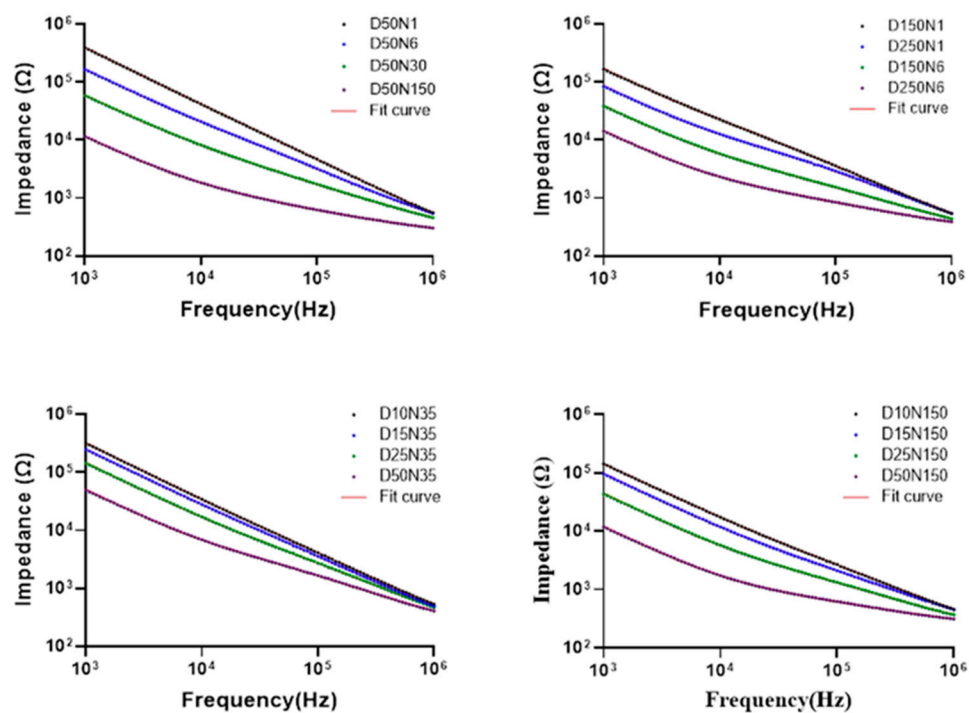 10⁶
10⁵
10⁴
10³
10²
Impedance (Ω)
10³ 10⁴ 10⁵ 10⁶
Frequency(Hz)
D50N1
D50N6
D50N30
D50N150
Fit curve
10⁶
10⁵
10⁴
10³
10²
Impedance (Ω)
10³ 10⁴ 10⁵ 10⁶
Frequency(Hz)
D150N1
D250N1
D150N6
D250N6
Fit curve
10⁶
10⁵
10⁴
10³
10²
Impedance (Ω)
10³ 10⁴ 10⁵ 10⁶
Frequency(Hz)
D10N35
D15N35
D25N35
D50N35
Fit curve
10⁶
10⁵
10⁴
10³
10²
Impedance (Ω)
10³ 10⁴ 10⁵ 10⁶
Frequency(Hz)
D10N150
D15N150
D25N150
D50N150
Fit curve